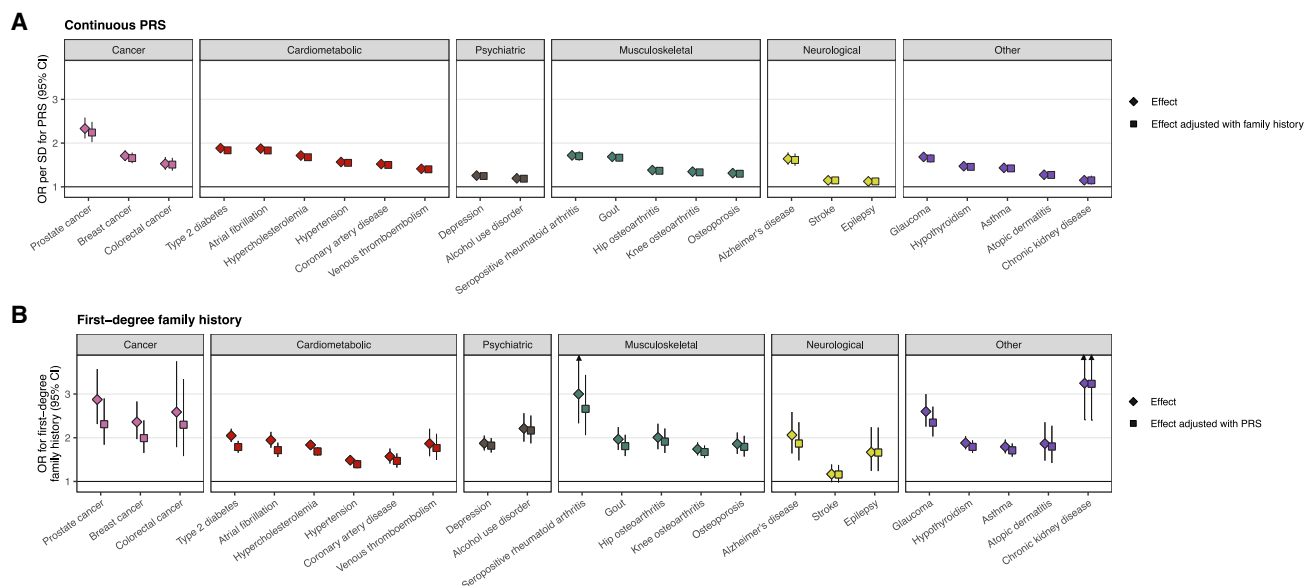 A
Continuous PRS
Cancer
Cardiometabolic
Psychiatric
Musculoskeletal
Neurological
Other
OR per SD for PRS (95% CI)
3
2
1
Prostate cancer
Breast cancer
Colorectal cancer
Type 2 diabetes
Atrial fibrillation
Hypercholesterolemia
Hypertension
Coronary artery disease
Venous thromboembolism
Depression
Alcohol use disorder
Seropositive rheumatoid arthritis
Gout
Hip osteoarthritis
Knee osteoarthritis
Osteoporosis
Alzheimer's disease
Stroke
Epilepsy
Glaucoma
Hypothyroidism
Asthma
Atopic dermatitis
Chronic kidney disease
Effect
Effect adjusted with family history
B
First–degree family history
Cancer
Cardiometabolic
Psychiatric
Musculoskeletal
Neurological
Other
OR for first–degree
family history (95% CI)
3
2
1
Prostate cancer
Breast cancer
Colorectal cancer
Type 2 diabetes
Atrial fibrillation
Hypercholesterolemia
Hypertension
Coronary artery disease
Venous thromboembolism
Depression
Alcohol use disorder
Seropositive rheumatoid arthritis
Gout
Hip osteoarthritis
Knee osteoarthritis
Osteoporosis
Alzheimer's disease
Stroke
Epilepsy
Glaucoma
Hypothyroidism
Asthma
Atopic dermatitis
Chronic kidney disease
Effect
Effect adjusted with PRS